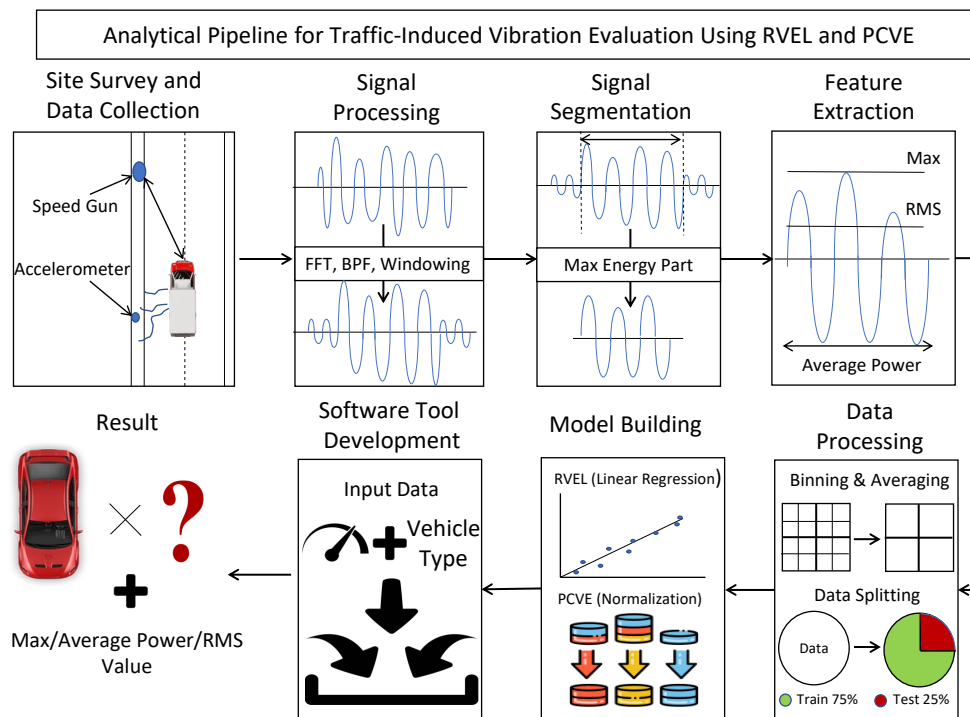 Analytical Pipeline for Traffic-Induced Vibration Evaluation Using RVEL and PCVE
Site Survey and
Data Collection
Speed Gun
Accelerometer
Signal
Processing
FFT, BPF, Windowing
Signal
Segmentation
Max Energy Part
Feature
Extraction
Max
RMS
Average Power
Data
Processing
Binning & Averaging
Data Splitting
Data
Train 75%
Test 25%
Model Building
RVEL (Linear Regression)
PCVE (Normalization)
Software Tool
Development
Input Data
Vehicle
Type
Result
?
Max/Average Power/RMS
Value